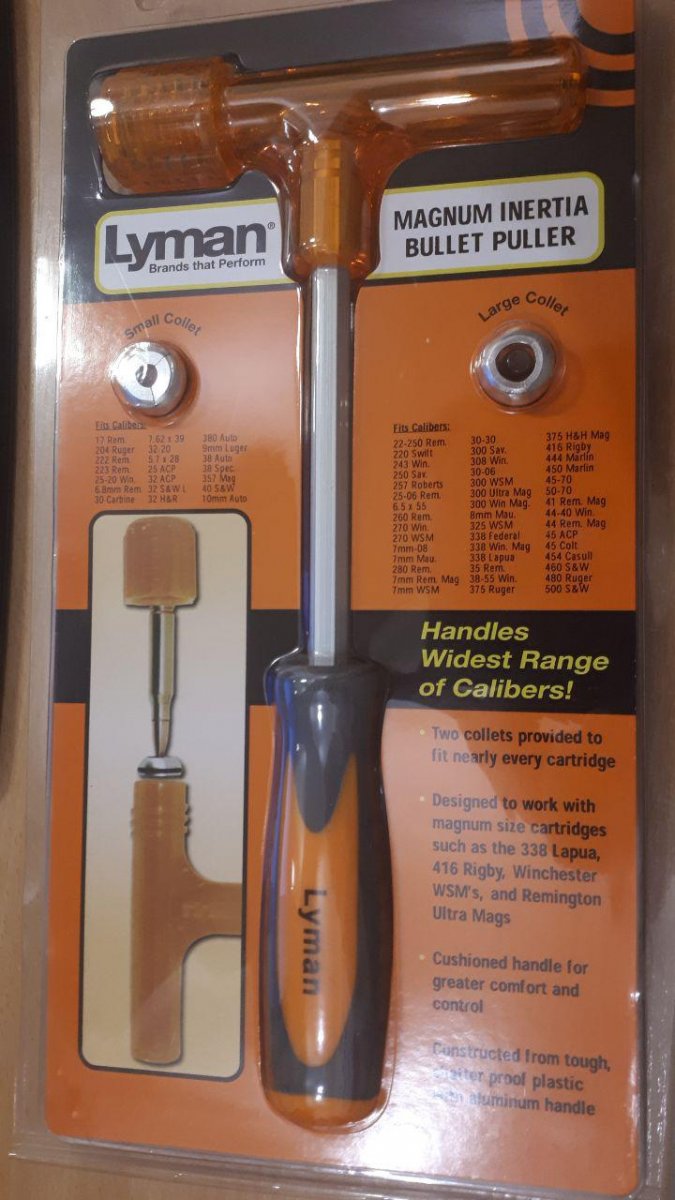 Lyman®
Brands that Perform
MAGNUM INERTIA
BULLET PULLER
Small Collet
Fits Calibers:
17 Rem. 7.62 x 39 380 Auto
204 Ruger 32-20 9mm Luger
222 Rem. 5.7 x 28 38 Auto
223 Rem. 25 ACP 38 Spec.
25-20 Win. 32 ACP 357 Mag
6.8mm Rem. 32 S&W L 40 S&W
30 Carbine 32 H&R 10mm Auto
Large Collet
Fits Calibers:
22-250 Rem.
220 Swift
243 Win.
250 Sav.
257 Roberts
25-06 Rem.
6.5 x 55
260 Rem.
270 Win.
270 WSM
7mm-08
7mm Mau.
280 Rem.
7mm Rem. Mag
7mm WSM
30-30
300 Sav.
308 Win.
30-06
300 WSM
300 Ultra Mag
300 Win Mag.
8mm Mau.
325 WSM
338 Federal
338 Win. Mag
338 Lapua
35 Rem.
38-55 Win.
375 Ruger
375 H&H Mag
416 Rigby
444 Marlin
450 Marlin
45-70
50-70
41 Rem. Mag
44-40 Win.
44 Rem. Mag
45 ACP
45 Colt
454 Casull
460 S&W
480 Ruger
500 S&W
Handles
Widest Range
of Calibers!
• Two collets provided to
fit nearly every cartridge
• Designed to work with
magnum size cartridges
such as the 338 Lapua,
416 Rigby, Winchester
WSM's, and Remington
Ultra Mags
• Cushioned handle for
greater comfort and
control
Constructed from tough,
proof plastic
aluminum handle
Lyman